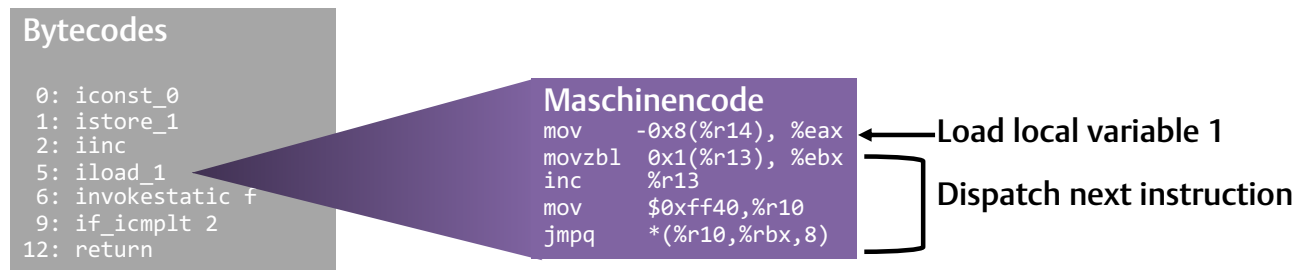 Bytecodes
0: iconst_0
1: istore_1
2: iinc
5: iload_1
6: invokestatic f
9: if_icmplt 2
12: return
Maschinencode
mov -0x8(%r14), %eax
movzbl 0x1(%r13), %ebx
inc %r13
mov $0xff40,%r10
jmpq *(%r10,%rbx,8)
Load local variable 1
Dispatch next instruction